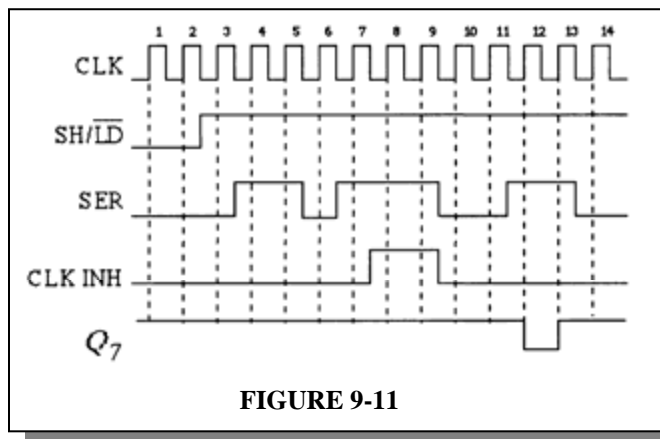 1 2 3 4 5 6 7 8 9 10 11 12 13 14
CLK
SH/L̅D̅
SER
CLK INH
Q₇
FIGURE 9-11